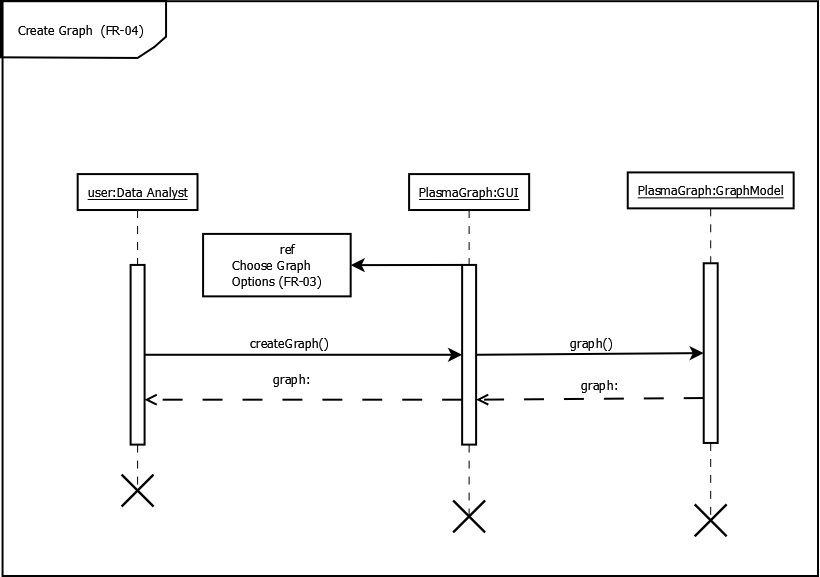 Create Graph  (FR-04)
user:Data Analyst
PlasmaGraph:GUI
PlasmaGraph:GraphModel
ref
Choose Graph
Options (FR-03)
createGraph()
graph()
graph:
graph: